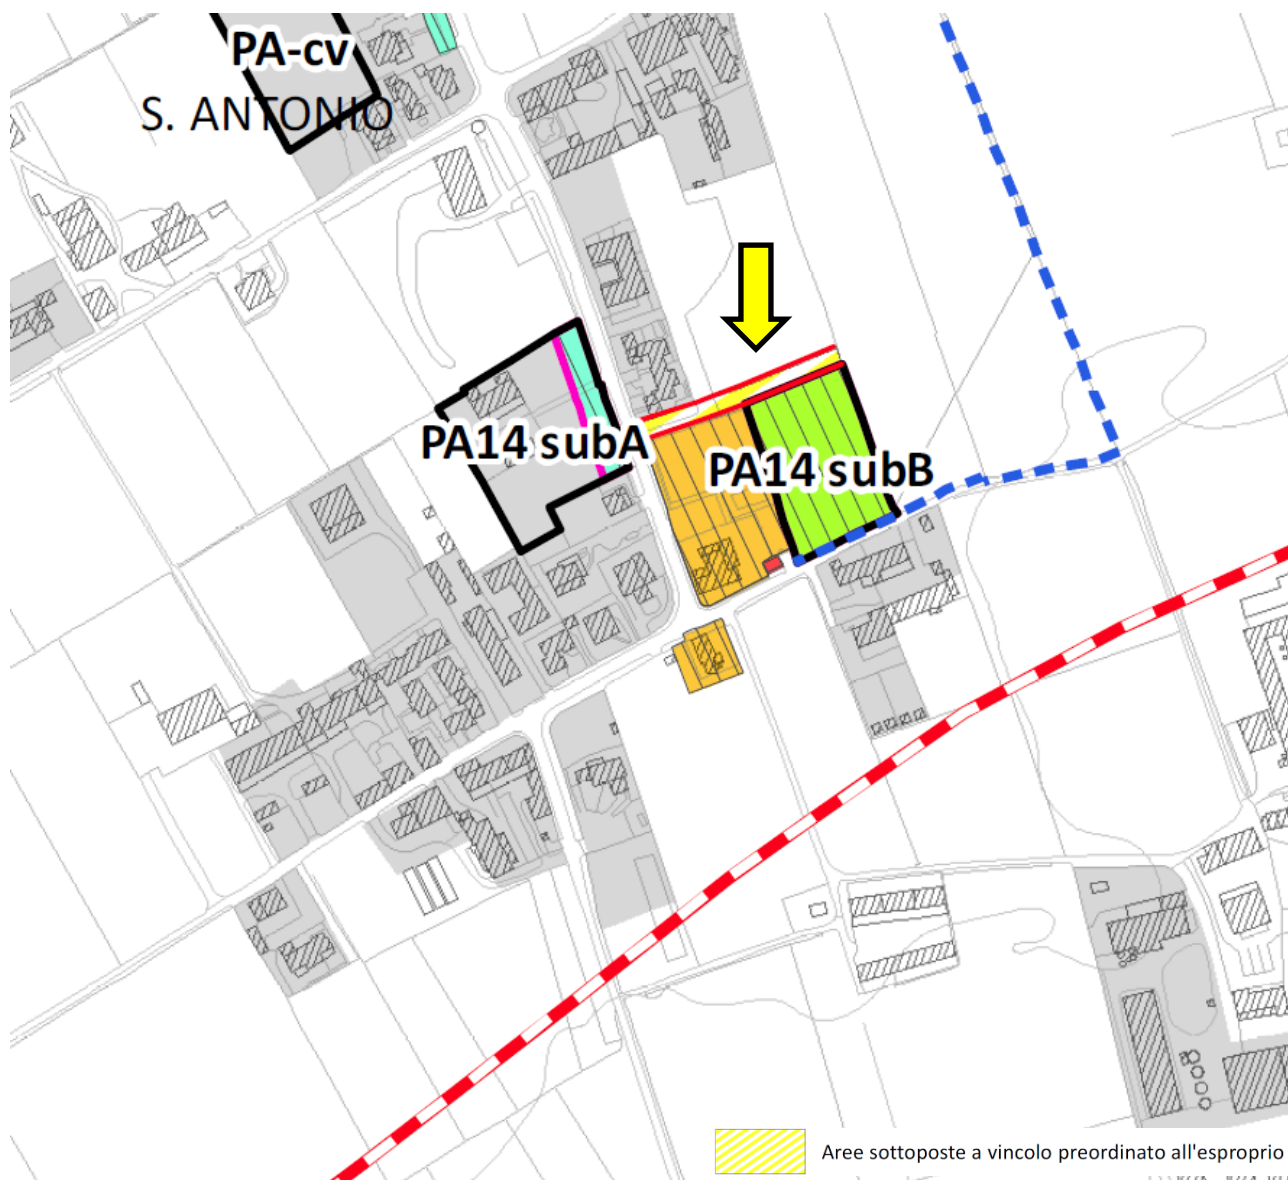 PA-cv
S. ANTONIO
PA14 subA
PA14 subB
Aree sottoposte a vincolo preordinato all'esproprio